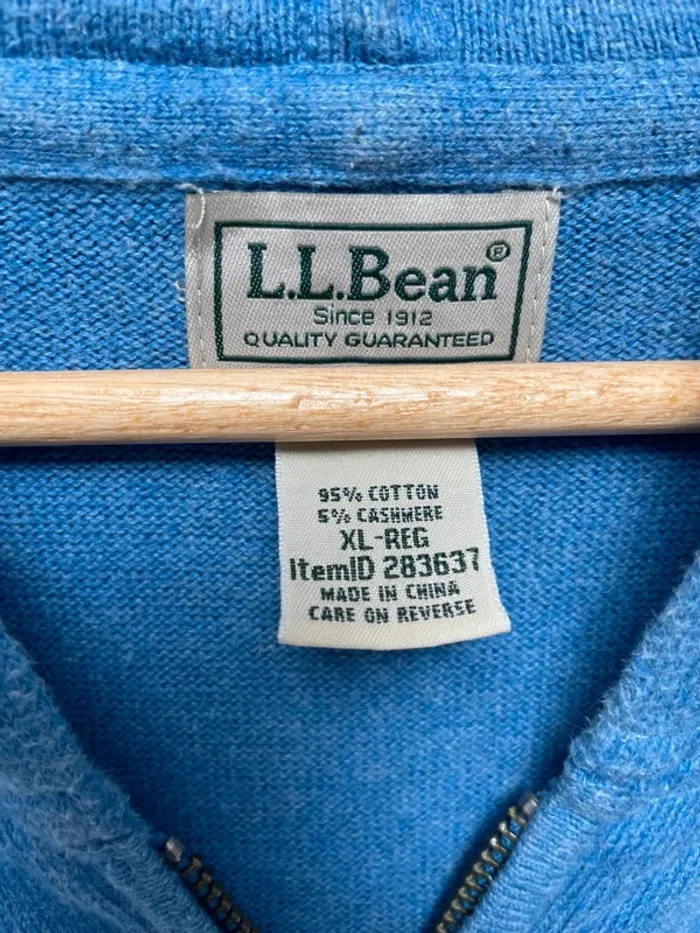 L.L.Bean®
Since 1912
QUALITY GUARANTEED
95% COTTON
5% CASHMERE
XL-REG
ItemID 283637
MADE IN CHINA
CARE ON REVERSE